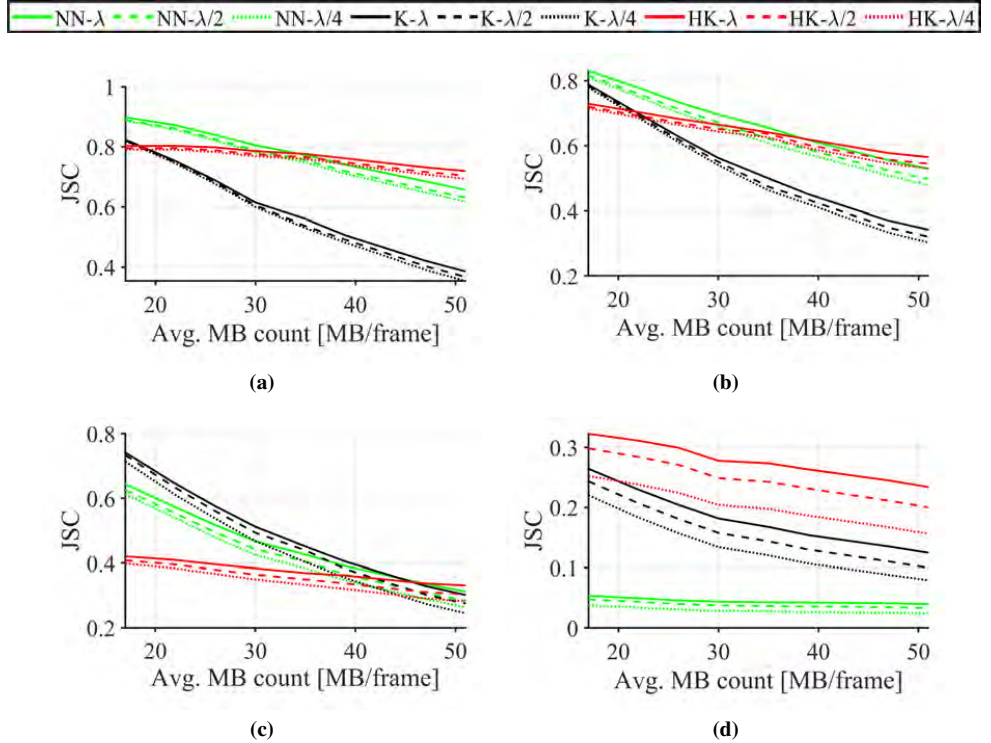 NN-λ NN-λ/2 NN-λ/4 K-λ K-λ/2 K-λ/4 HK-λ HK-λ/2 HK-λ/4
1
0.8
0.6
0.4
JSC
20 30 40 50
Avg. MB count [MB/frame]
(a)
0.8
0.6
0.4
0.2
JSC
20 30 40 50
Avg. MB count [MB/frame]
(b)
0.8
0.6
0.4
0.2
JSC
20 30 40 50
Avg. MB count [MB/frame]
(c)
0.3
0.2
0.1
0
JSC
20 30 40 50
Avg. MB count [MB/frame]
(d)